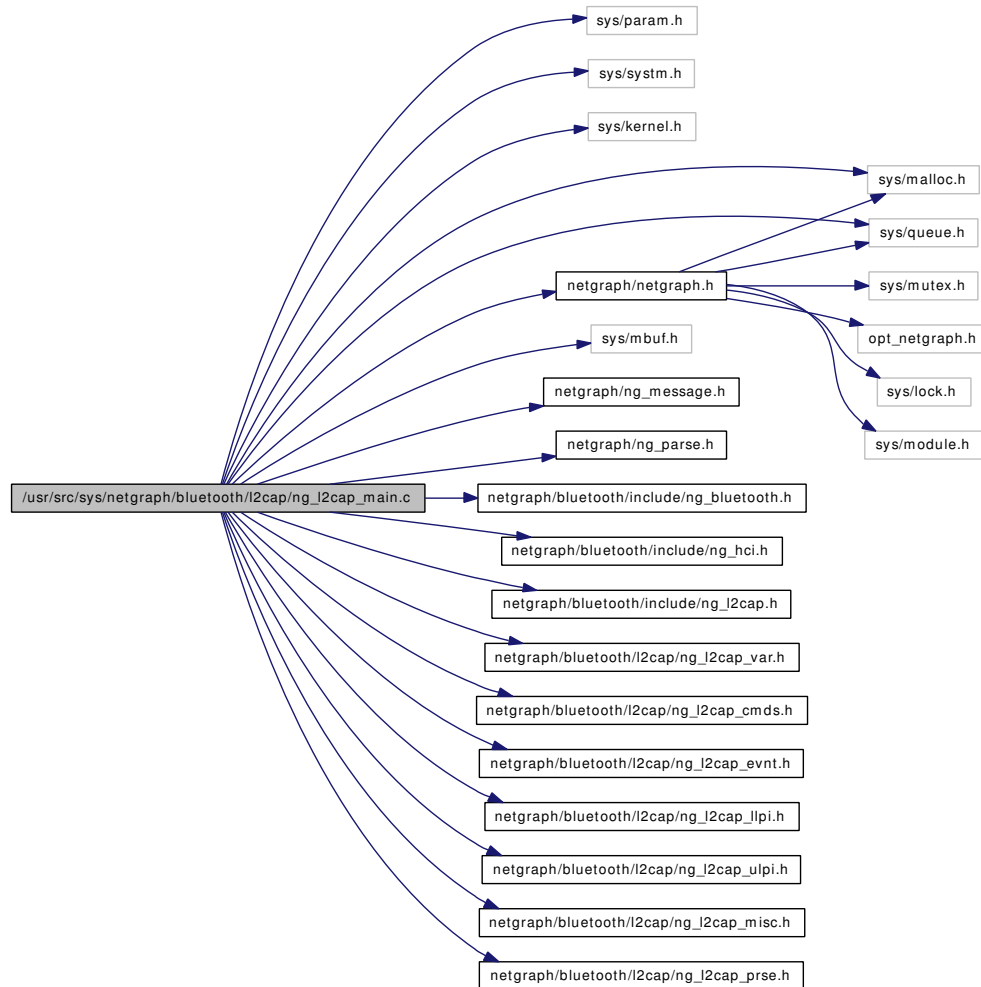 sys/param.h
sys/systm.h
sys/kernel.h
sys/malloc.h
sys/queue.h
netgraph/netgraph.h
sys/mutex.h
sys/mbuf.h
opt_netgraph.h
netgraph/ng_message.h
sys/lock.h
netgraph/ng_parse.h
sys/module.h
/usr/src/sys/netgraph/bluetooth/l2cap/ng_l2cap_main.c
netgraph/bluetooth/include/ng_bluetooth.h
netgraph/bluetooth/include/ng_hci.h
netgraph/bluetooth/include/ng_l2cap.h
netgraph/bluetooth/l2cap/ng_l2cap_var.h
netgraph/bluetooth/l2cap/ng_l2cap_cmds.h
netgraph/bluetooth/l2cap/ng_l2cap_evnt.h
netgraph/bluetooth/l2cap/ng_l2cap_llpi.h
netgraph/bluetooth/l2cap/ng_l2cap_ulpi.h
netgraph/bluetooth/l2cap/ng_l2cap_misc.h
netgraph/bluetooth/l2cap/ng_l2cap_prse.h